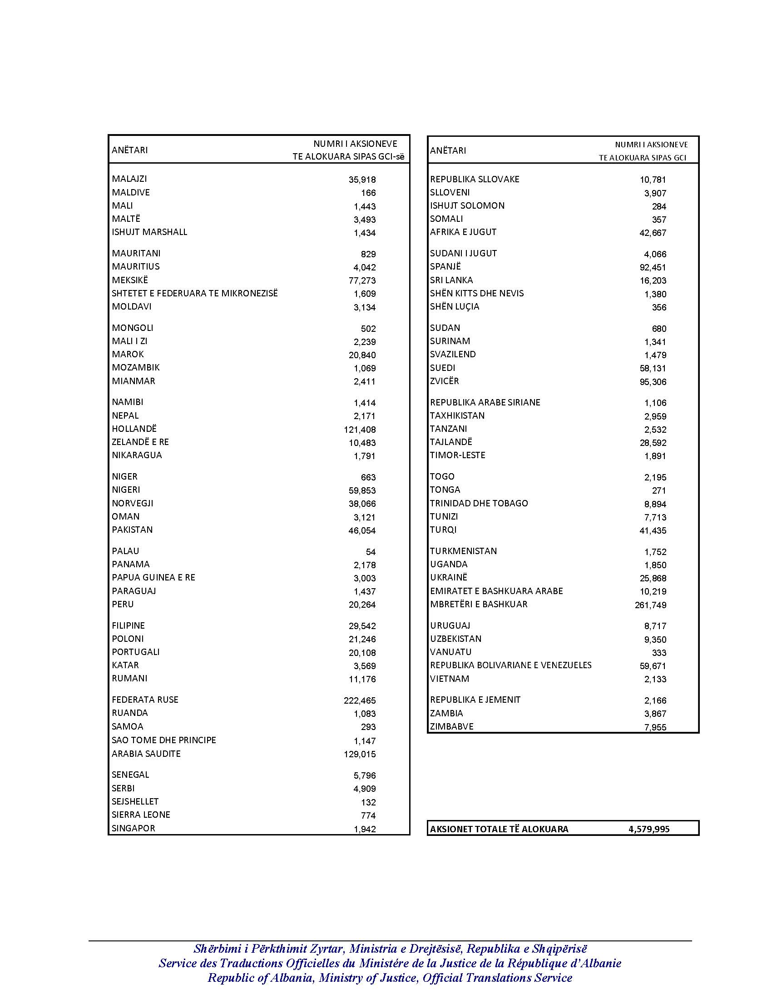 ANËTARI NUMRI I AKSIONEVE
TE ALOKUARA SIPAS GCI-së
MALAJZI 35,918
MALDIVE 166
MALI 1,443
MALTË 3,493
ISHUJT MARSHALL 1,434
MAURITANI 829
MAURITIUS 4,042
MEKSIKË 77,273
SHTETET E FEDERUARA TE MIKRONEZISË 1,609
MOLDAVI 3,134
MONGOLI 502
MALI I ZI 2,239
MAROK 20,840
MOZAMBIK 1,069
MIANMAR 2,411
NAMIBI 1,414
NEPAL 2,171
HOLLANDË 121,408
ZELANDË E RE 10,483
NIKARAGUA 1,791
NIGER 663
NIGERI 59,853
NORVEGJI 38,066
OMAN 3,121
PAKISTAN 46,054
PALAU 54
PANAMA 2,178
PAPUA GUINEA E RE 3,003
PARAGUAJ 1,437
PERU 20,264
FILIPINE 29,542
POLONI 21,246
PORTUGALI 20,108
KATAR 3,569
RUMANI 11,176
FEDERATA RUSE 222,465
RUANDA 1,083
SAMOA 293
SAO TOME DHE PRINCIPE 1,147
ARABIA SAUDITE 129,015
SENEGAL 5,796
SERBI 4,909
SEJSHELLET 132
SIERRA LEONE 774
SINGAPOR 1,942
ANËTARI NUMRI I AKSIONEVE
TE ALOKUARA SIPAS GCI
REPUBLIKA SLLOVAKE 10,781
SLLOVENI 3,907
ISHUJT SOLOMON 284
SOMALI 357
AFRIKA E JUGUT 42,667
SUDANI I JUGUT 4,066
SPANJË 92,451
SRI LANKA 16,203
SHËN KITTS DHE NEVIS 1,380
SHËN LUÇIA 356
SUDAN 680
SURINAM 1,341
SVAZILEND 1,479
SUEDI 58,131
ZVICËR 95,306
REPUBLIKA ARABE SIRIANE 1,106
TAXHIKISTAN 2,959
TANZANI 2,532
TAJLANDË 28,592
TIMOR-LESTE 1,891
TOGO 2,195
TONGA 271
TRINIDAD DHE TOBAGO 8,894
TUNIZI 7,713
TURQI 41,435
TURKMENISTAN 1,752
UGANDA 1,850
UKRAINË 25,868
EMIRATET E BASHKUARA ARABE 10,219
MBRETËRI E BASHKUAR 261,749
URUGUAJ 8,717
UZBEKISTAN 9,350
VANUATU 333
REPUBLIKA BOLIVARIANE E VENEZUELES 59,671
VIETNAM 2,133
REPUBLIKA E JEMENIT 2,166
ZAMBIA 3,867
ZIMBABVE 7,955
AKSIONET TOTALE TË ALOKUARA 4,579,995
Shërbimi i Përkthimit Zyrtar, Ministria e Drejtësisë, Republika e Shqipërisë
Service des Traductions Officielles du Ministére de la Justice de la République d’Albanie
Republic of Albania, Ministry of Justice, Official Translations Service